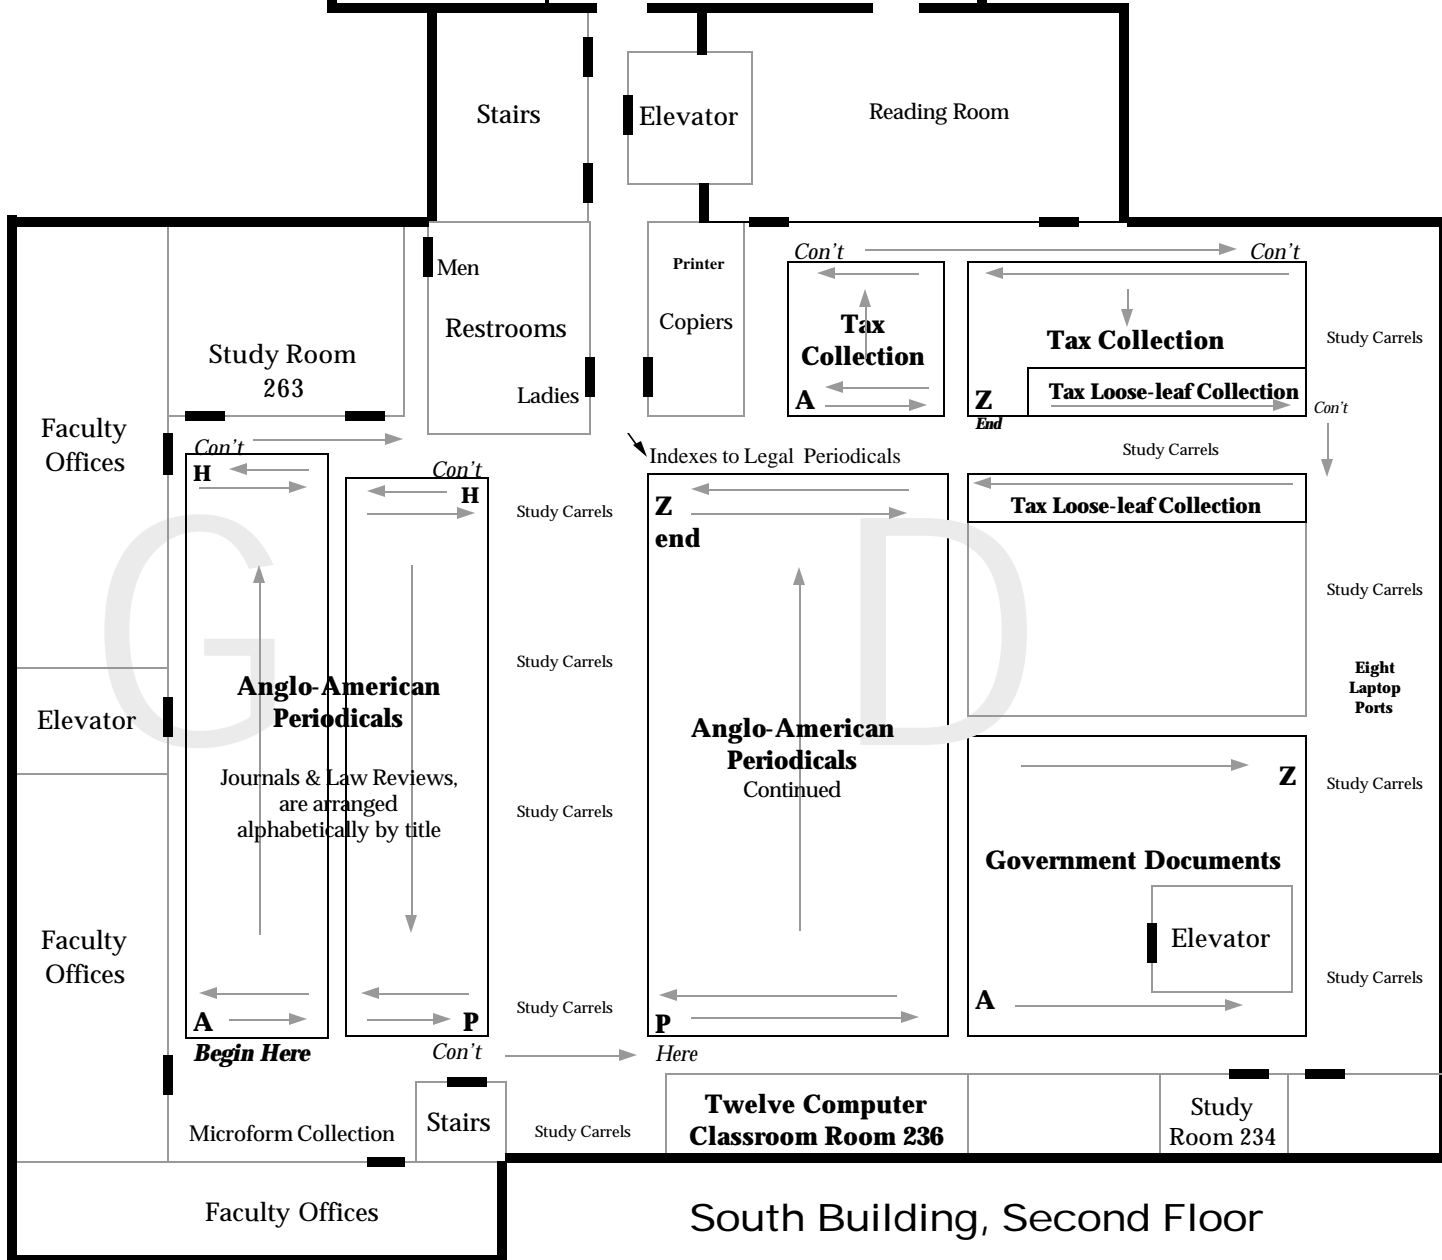 Stairs
Elevator
Reading Room
Men
Restrooms
Ladies
Printer
Copiers
Con't
Con't
Tax
Collection
A
Tax Collection
Tax Loose-leaf Collection
Z
End
Study Carrels
Con't
Study Room
263
Faculty
Offices
Con't
H
Con't
H
Study Carrels
Indexes to Legal Periodicals
Z
end
Study Carrels
Tax Loose-leaf Collection
G
D
Study Carrels
Study Carrels
Eight
Laptop
Ports
Elevator
Anglo-American
Periodicals
Journals & Law Reviews,
are arranged
alphabetically by title
Study Carrels
Anglo-American
Periodicals
Continued
Z
Study Carrels
Government Documents
Elevator
A
Study Carrels
Faculty
Offices
A
Begin Here
P
Con't
Study Carrels
P
Here
Microform Collection
Stairs
Study Carrels
Twelve Computer
Classroom Room 236
Study
Room 234
Faculty Offices
South Building, Second Floor